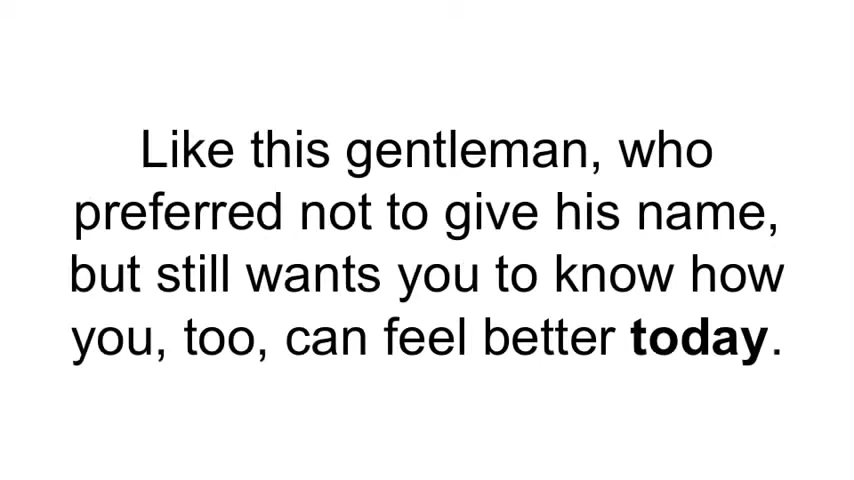 Like this gentleman, who
preferred not to give his name,
but still wants you to know how
you, too, can feel better today.